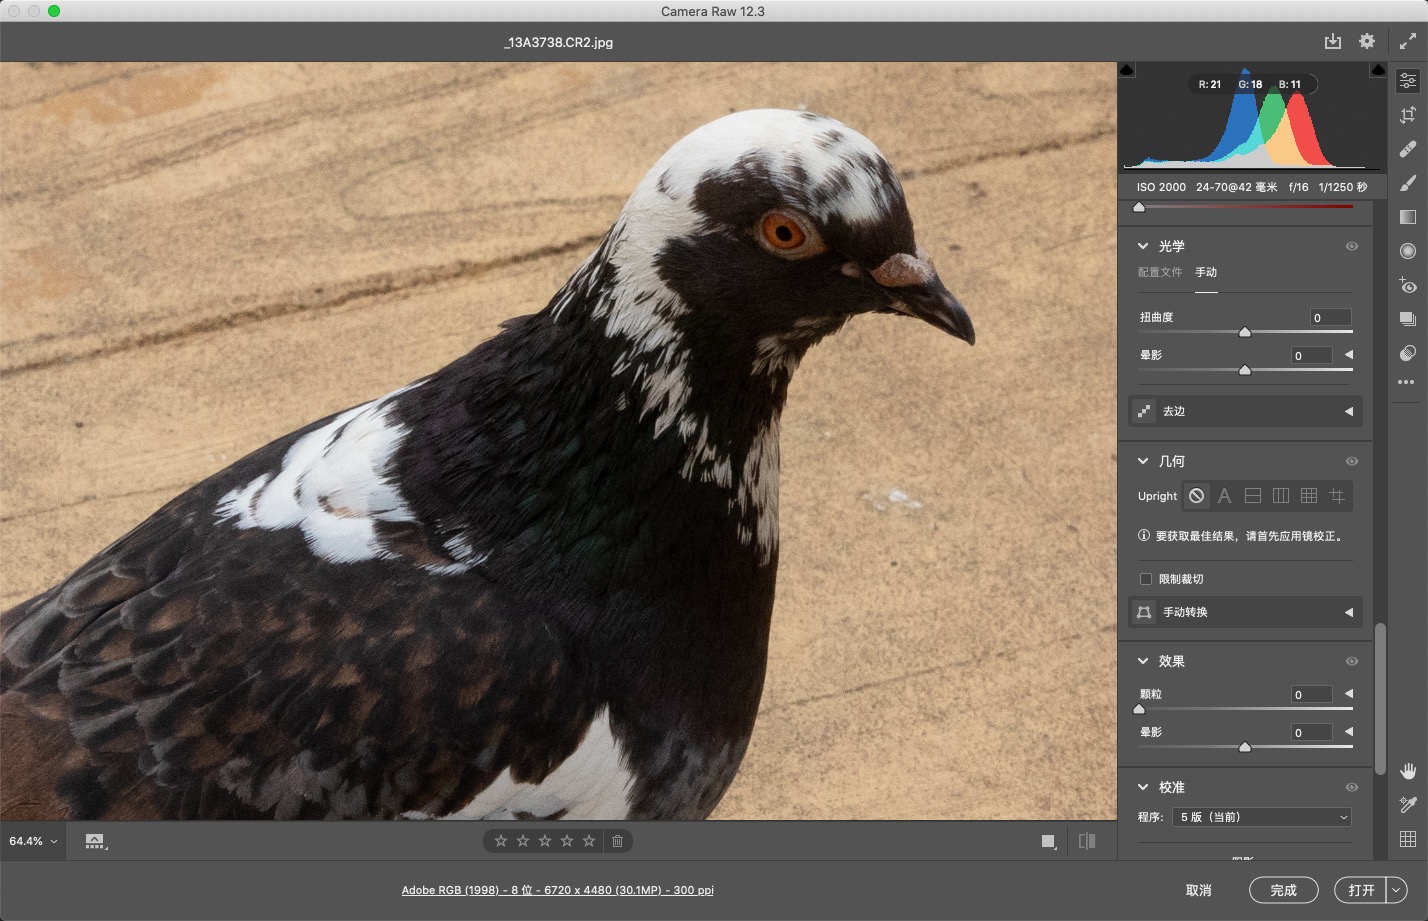 Camera Raw 12.3
_13A3738.CR2.jpg
R: 21 G: 18 B: 11
ISO 2000 24-70@42 毫米 f/16 1/1250 秒
光学
配置文件 手动
扭曲度 0
晕影 0
去边
几何
Upright A
要获取最佳结果，请首先应用镜校正。
限制裁切
手动转换
效果
颗粒 0
晕影 0
校准
程序: 5 版（当前）
64.4%
Adobe RGB (1998) - 8 位 - 6720 x 4480 (30.1MP) - 300 ppi
取消 完成 打开